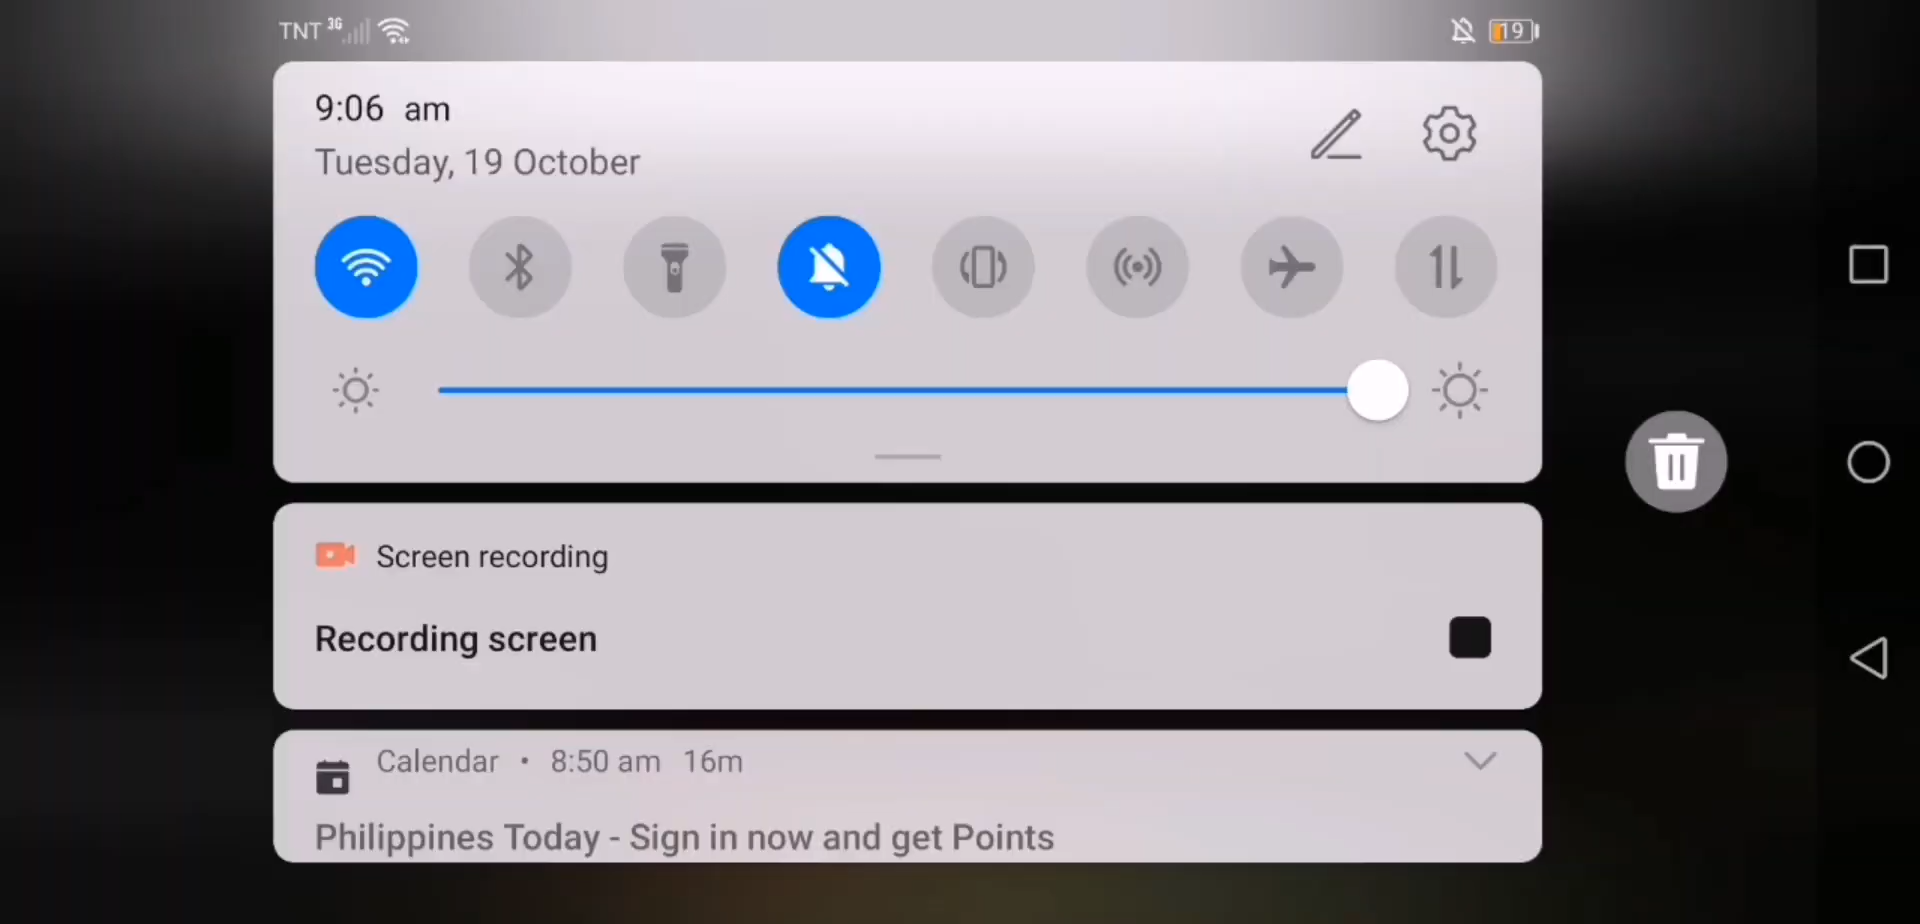 TNT 3G 19
9:06 am
Tuesday, 19 October
Screen recording
Recording screen
Calendar • 8:50 am 16m
Philippines Today - Sign in now and get Points